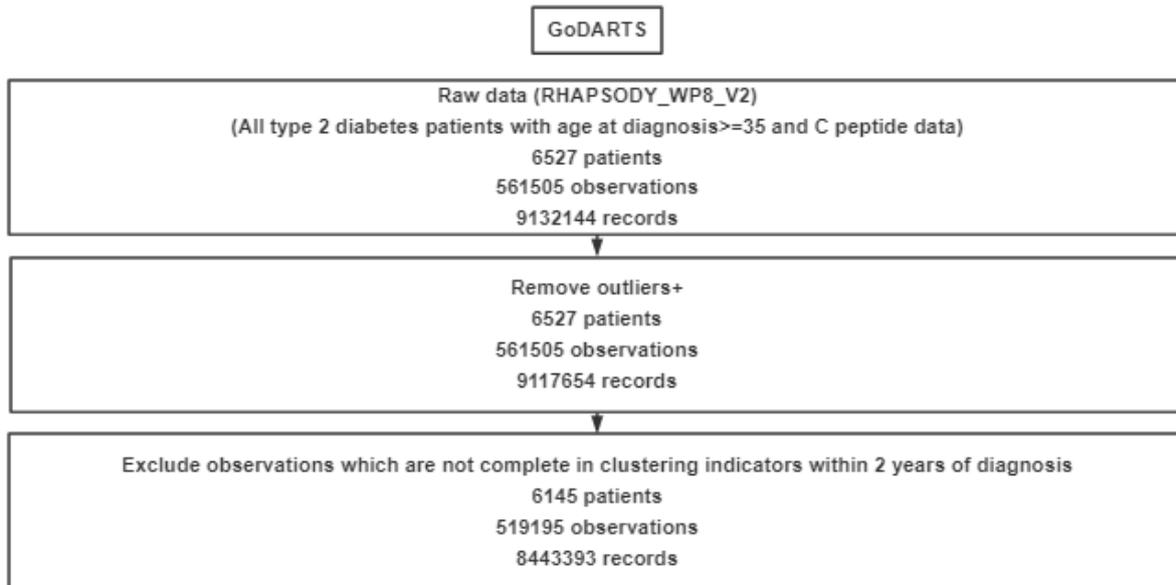 GoDARTS
Raw data (RHAPSODY_WP8_V2)
(All type 2 diabetes patients with age at diagnosis>=35 and C peptide data)
6527 patients
561505 observations
9132144 records
Remove outliers+
6527 patients
561505 observations
9117654 records
Exclude observations which are not complete in clustering indicators within 2 years of diagnosis
6145 patients
519195 observations
8443393 records